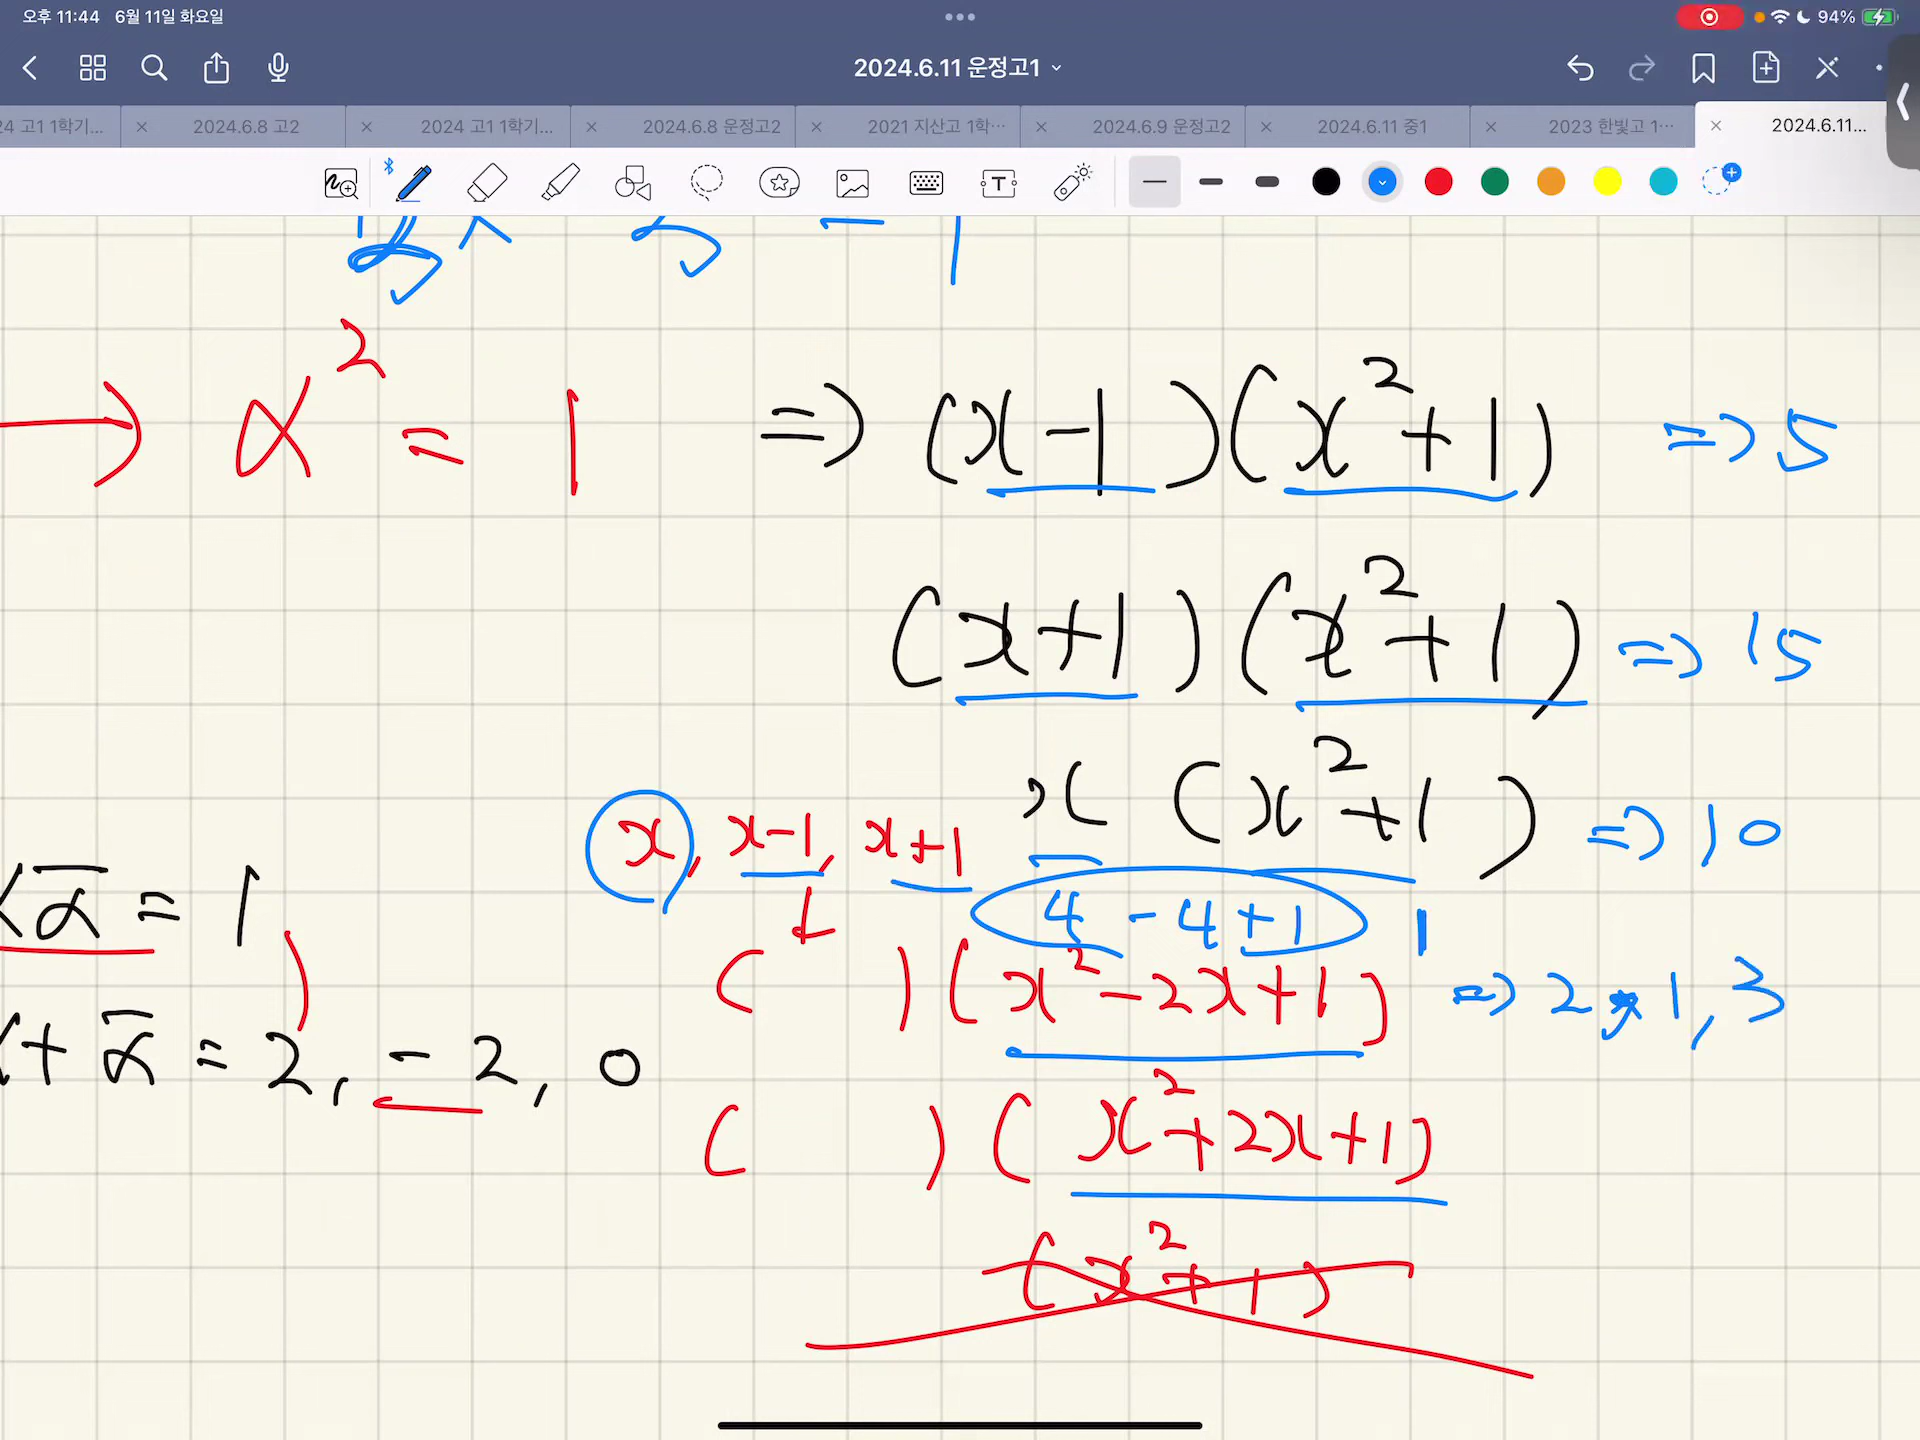 오후 11:44 6월 11일 화요일
94%
2024.6.11 운정고1
24 고1 1학기... 2024.6.8 고2 2024 고1 1학기... 2024.6.8 운정고2 2021 지산고 1학... 2024.6.9 운정고2 2024.6.11 중1 2023 한빛고 1... 2024.6.11...
α² = 1 => (x-1)(x²+1) => 5
(x+1)(x²+1) => 15
x(x²+1) => 10
x, x-1, x+1
4-4+1 1
ᾱ = 1
( )(x²-2x+1) => 2, 1, 3
+ ᾱ = 2, -2, 0
( )(x²+2x+1)
(x²+1)